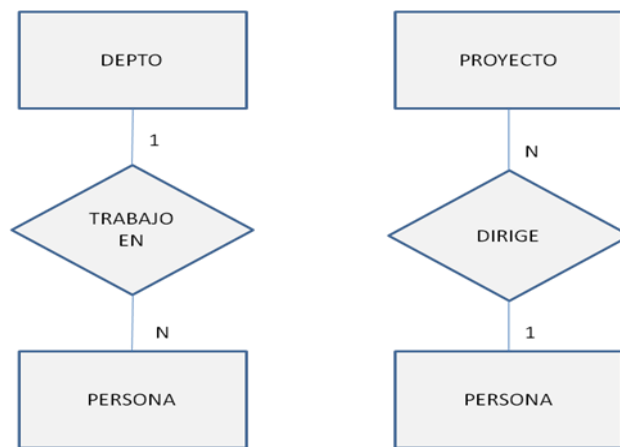 DEPTO
1
TRABAJO
EN
N
PERSONA
PROYECTO
N
DIRIGE
1
PERSONA